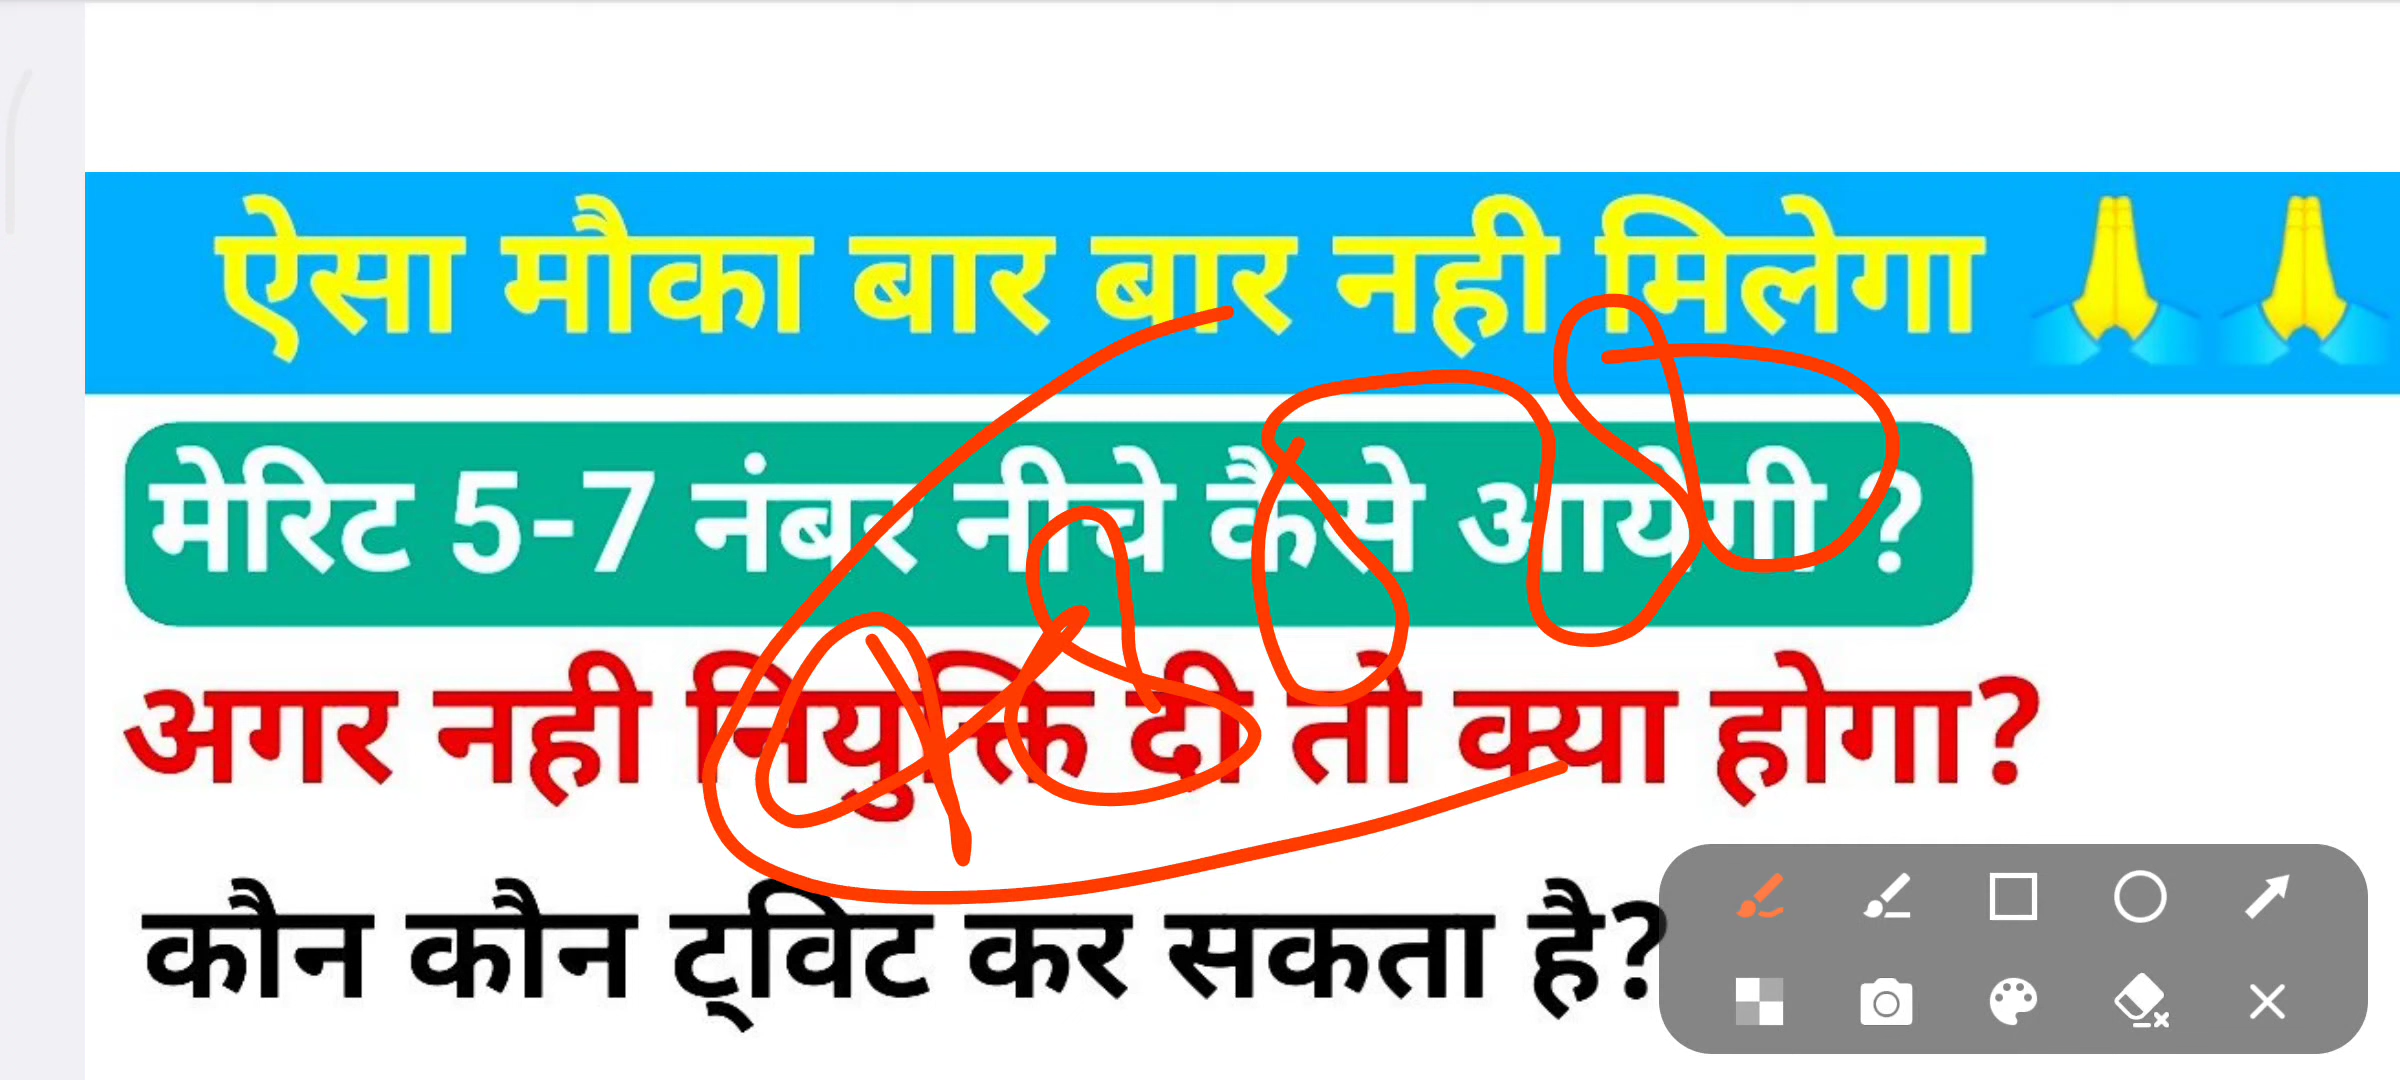 ऐसा मौका बार बार नही मिलेगा 🙏 🙏
मेरिट 5-7 नंबर नीचे कैसे आयेगी ?
अगर नही नियुक्ति दी तो क्या होगा?
कौन कौन ट्विट कर सकता है?